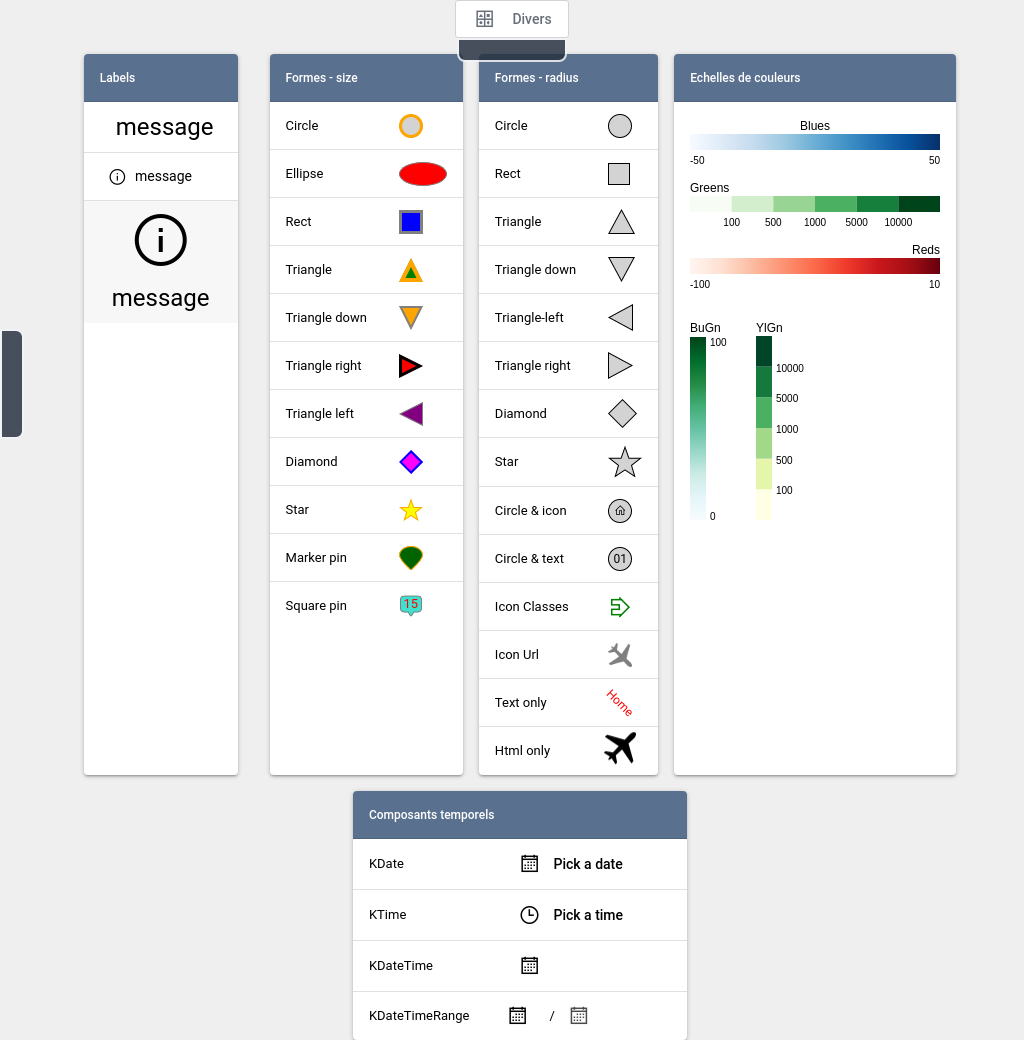 Divers
Labels
message
message
message
Formes - size
Circle
Ellipse
Rect
Triangle
Triangle down
Triangle right
Triangle left
Diamond
Star
Marker pin
Square pin 15
Formes - radius
Circle
Rect
Triangle
Triangle down
Triangle-left
Triangle right
Diamond
Star
Circle & icon
Circle & text 01
Icon Classes
Icon Url
Text only Home
Html only
Echelles de couleurs
Blues
-50 50
Greens
100 500 1000 5000 10000
Reds
-100 10
BuGn
100
0
YlGn
10000
5000
1000
500
100
Composants temporels
KDate Pick a date
KTime Pick a time
KDateTime
KDateTimeRange /